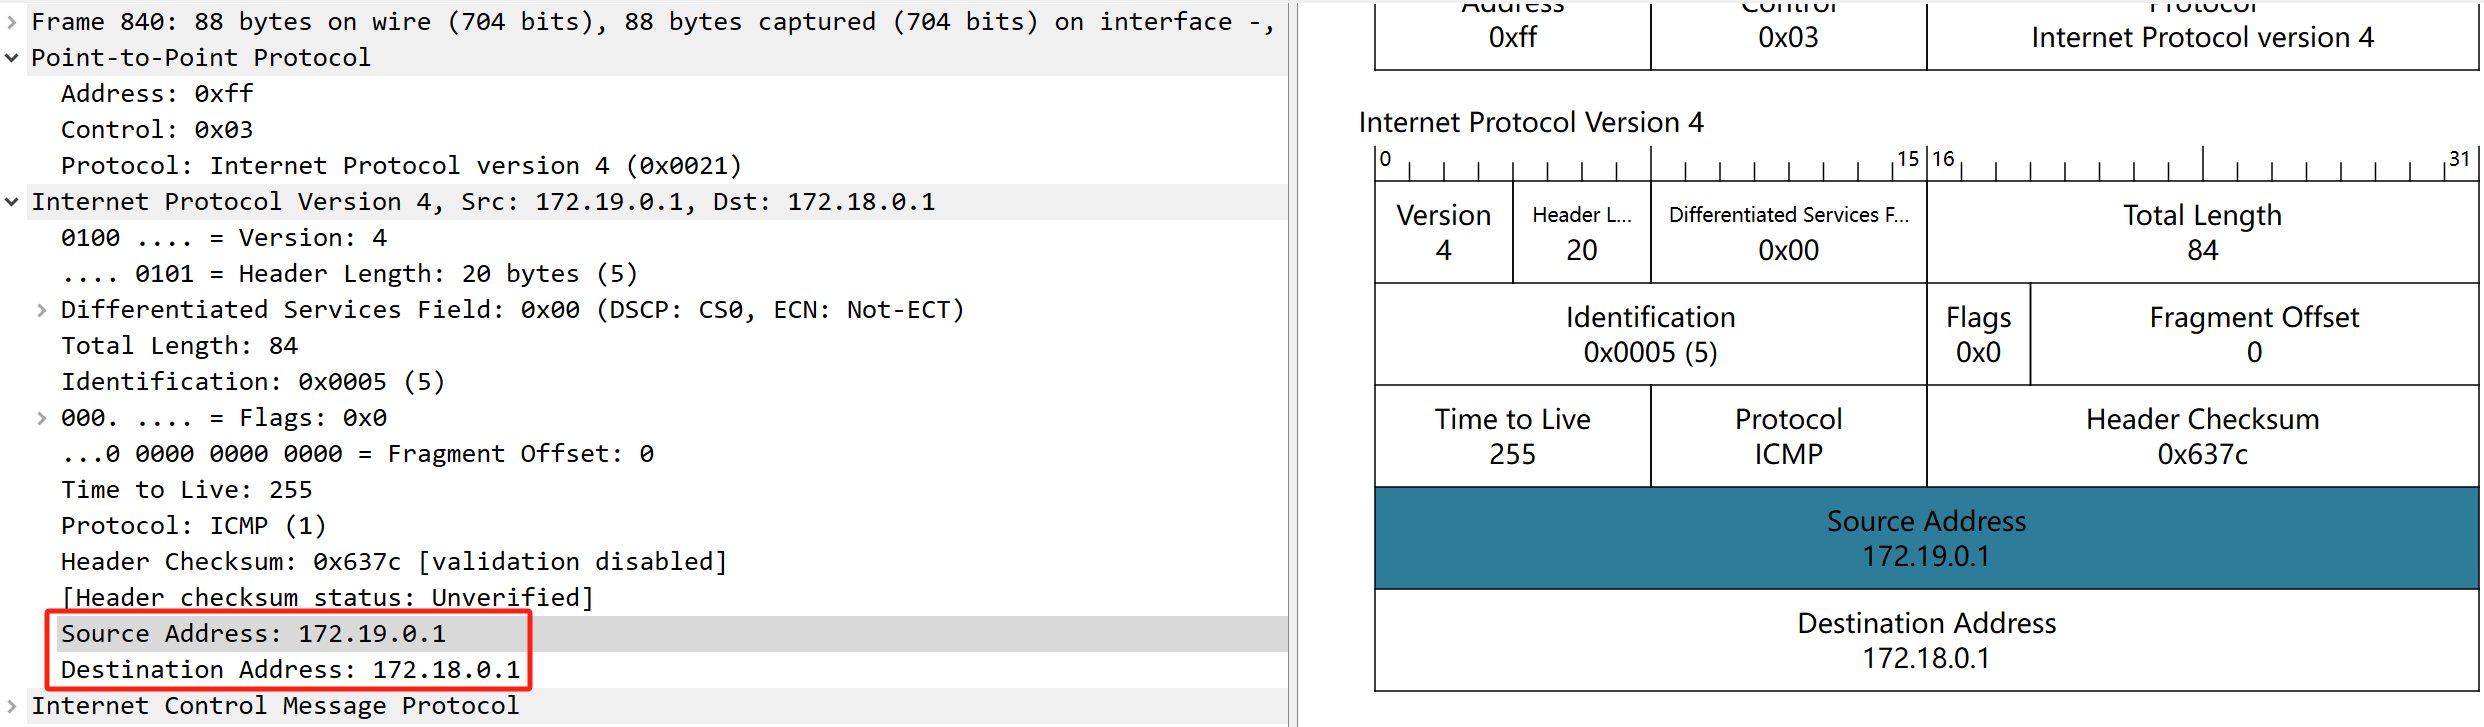 Frame 840: 88 bytes on wire (704 bits), 88 bytes captured (704 bits) on interface -,
Point-to-Point Protocol
Address: 0xff
Control: 0x03
Protocol: Internet Protocol version 4 (0x0021)
Internet Protocol Version 4, Src: 172.19.0.1, Dst: 172.18.0.1
0100 .... = Version: 4
.... 0101 = Header Length: 20 bytes (5)
Differentiated Services Field: 0x00 (DSCP: CS0, ECN: Not-ECT)
Total Length: 84
Identification: 0x0005 (5)
000. .... = Flags: 0x0
...0 0000 0000 0000 = Fragment Offset: 0
Time to Live: 255
Protocol: ICMP (1)
Header Checksum: 0x637c [validation disabled]
[Header checksum status: Unverified]
Source Address: 172.19.0.1
Destination Address: 172.18.0.1
Internet Control Message Protocol
Address Control Protocol
0xff 0x03 Internet Protocol version 4
Internet Protocol Version 4
0 15 16 31
Version Header L... Differentiated Services F... Total Length
4 20 0x00 84
Identification Flags Fragment Offset
0x0005 (5) 0x0 0
Time to Live Protocol Header Checksum
255 ICMP 0x637c
Source Address
172.19.0.1
Destination Address
172.18.0.1